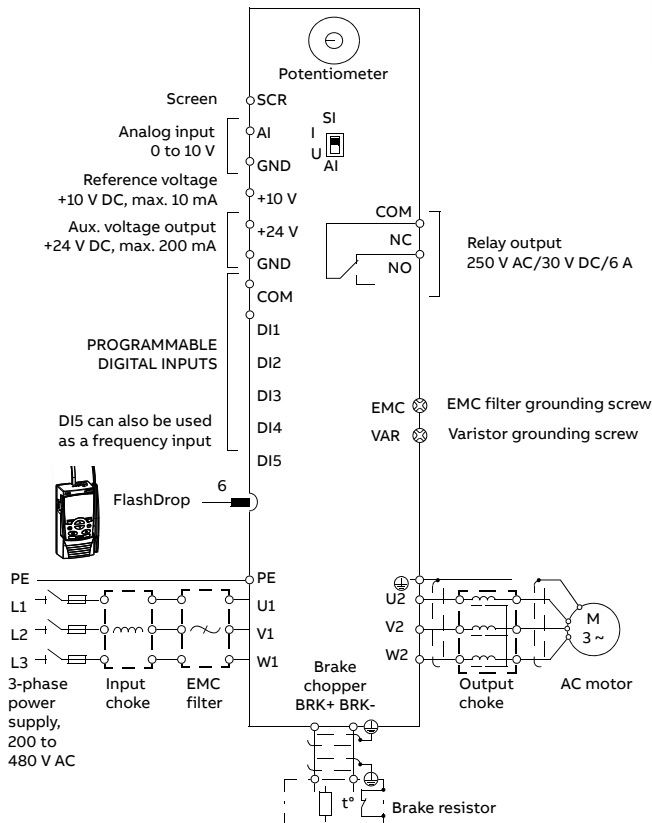 Potentiometer
Screen
SCR
Analog input
0 to 10 V
AI
GND
SI
I
U
AI
Reference voltage
+10 V DC, max. 10 mA
+10 V
Aux. voltage output
+24 V DC, max. 200 mA
+24 V
GND
COM
NC
NO
Relay output
250 V AC/30 V DC/6 A
COM
PROGRAMMABLE
DIGITAL INPUTS
DI1
DI2
DI3
DI4
DI5
DI5 can also be used
as a frequency input
EMC
EMC filter grounding screw
VAR
Varistor grounding screw
FlashDrop
6
PE
PE
L1
U1
U2
L2
V1
V2
L3
W1
W2
M
3 ~
3-phase
power
supply,
200 to
480 V AC
Input
choke
EMC
filter
Brake
chopper
BRK+ BRK-
Output
choke
AC motor
t°
Brake resistor